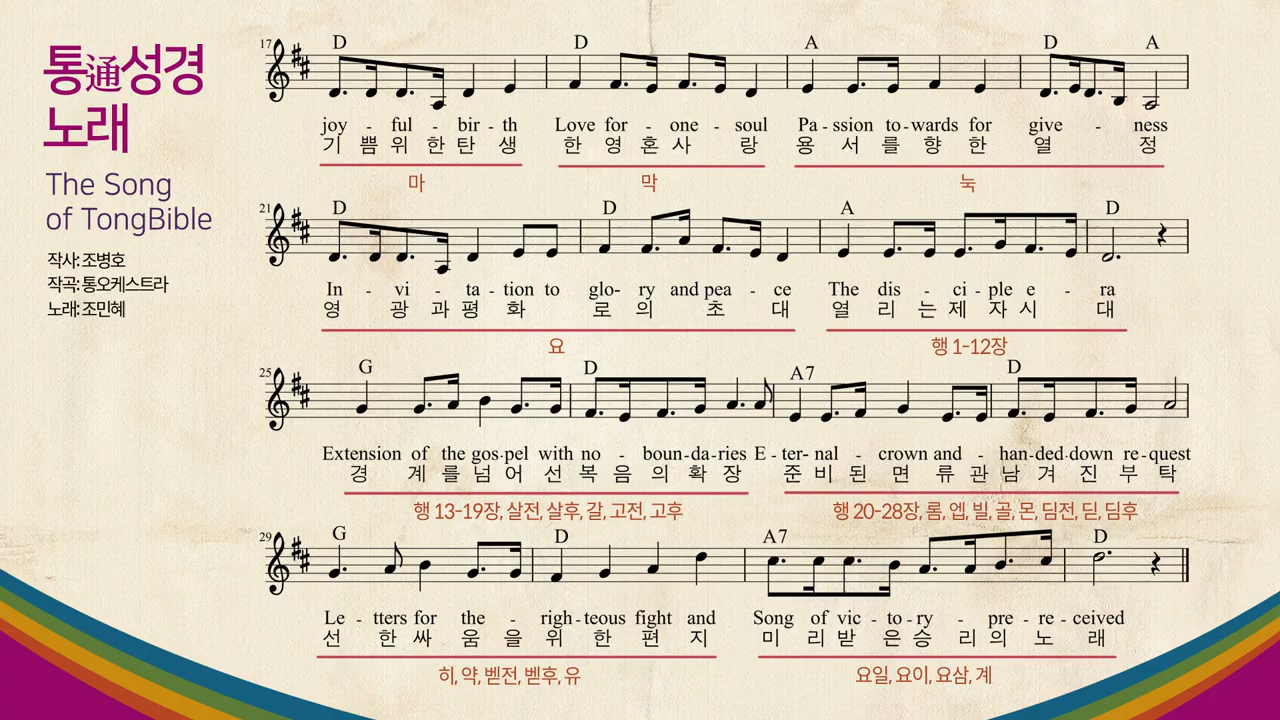 통通성경
노래
The Song
of TongBible
작사:조병호
작곡:통오케스트라
노래:조민혜
17 D D A D A
joy - ful - bir - th Love for - one - soul Pa - ssion to - wards for give - ness
기 쁨 위 한 탄 생 한 영 혼 사 랑 용 서 를 향 한 열 정
마 막 눅
21 D D A D
In - vi - ta - tion to glo- ry and pea - ce The dis - ci - ple e - ra
영 광 과 평 화 로 의 초 대 열 리 는 제 자 시 대
요 행 1-12장
25 G D A7 D
Extension of the gos - pel with no - boun - da - ries E - ter- nal - crown and - han - ded - down re - quest
경 계 를 넘 어 선 복 음 의 확 장 준 비 된 면 류 관 남 겨 진 부 탁
행 13-19장, 살전, 살후, 갈, 고전, 고후 행 20-28장, 롬, 엡, 빌, 골, 몬, 딤전, 딛, 딤후
29 G D A7 D
Le - tters for the - righ - teous fight and Song of vic - to - ry - pre - re - ceived
선 한 싸 움 을 위 한 편 지 미 리 받 은 승 리 의 노 래
히, 약, 벧전, 벧후, 유 요일, 요이, 요삼, 계